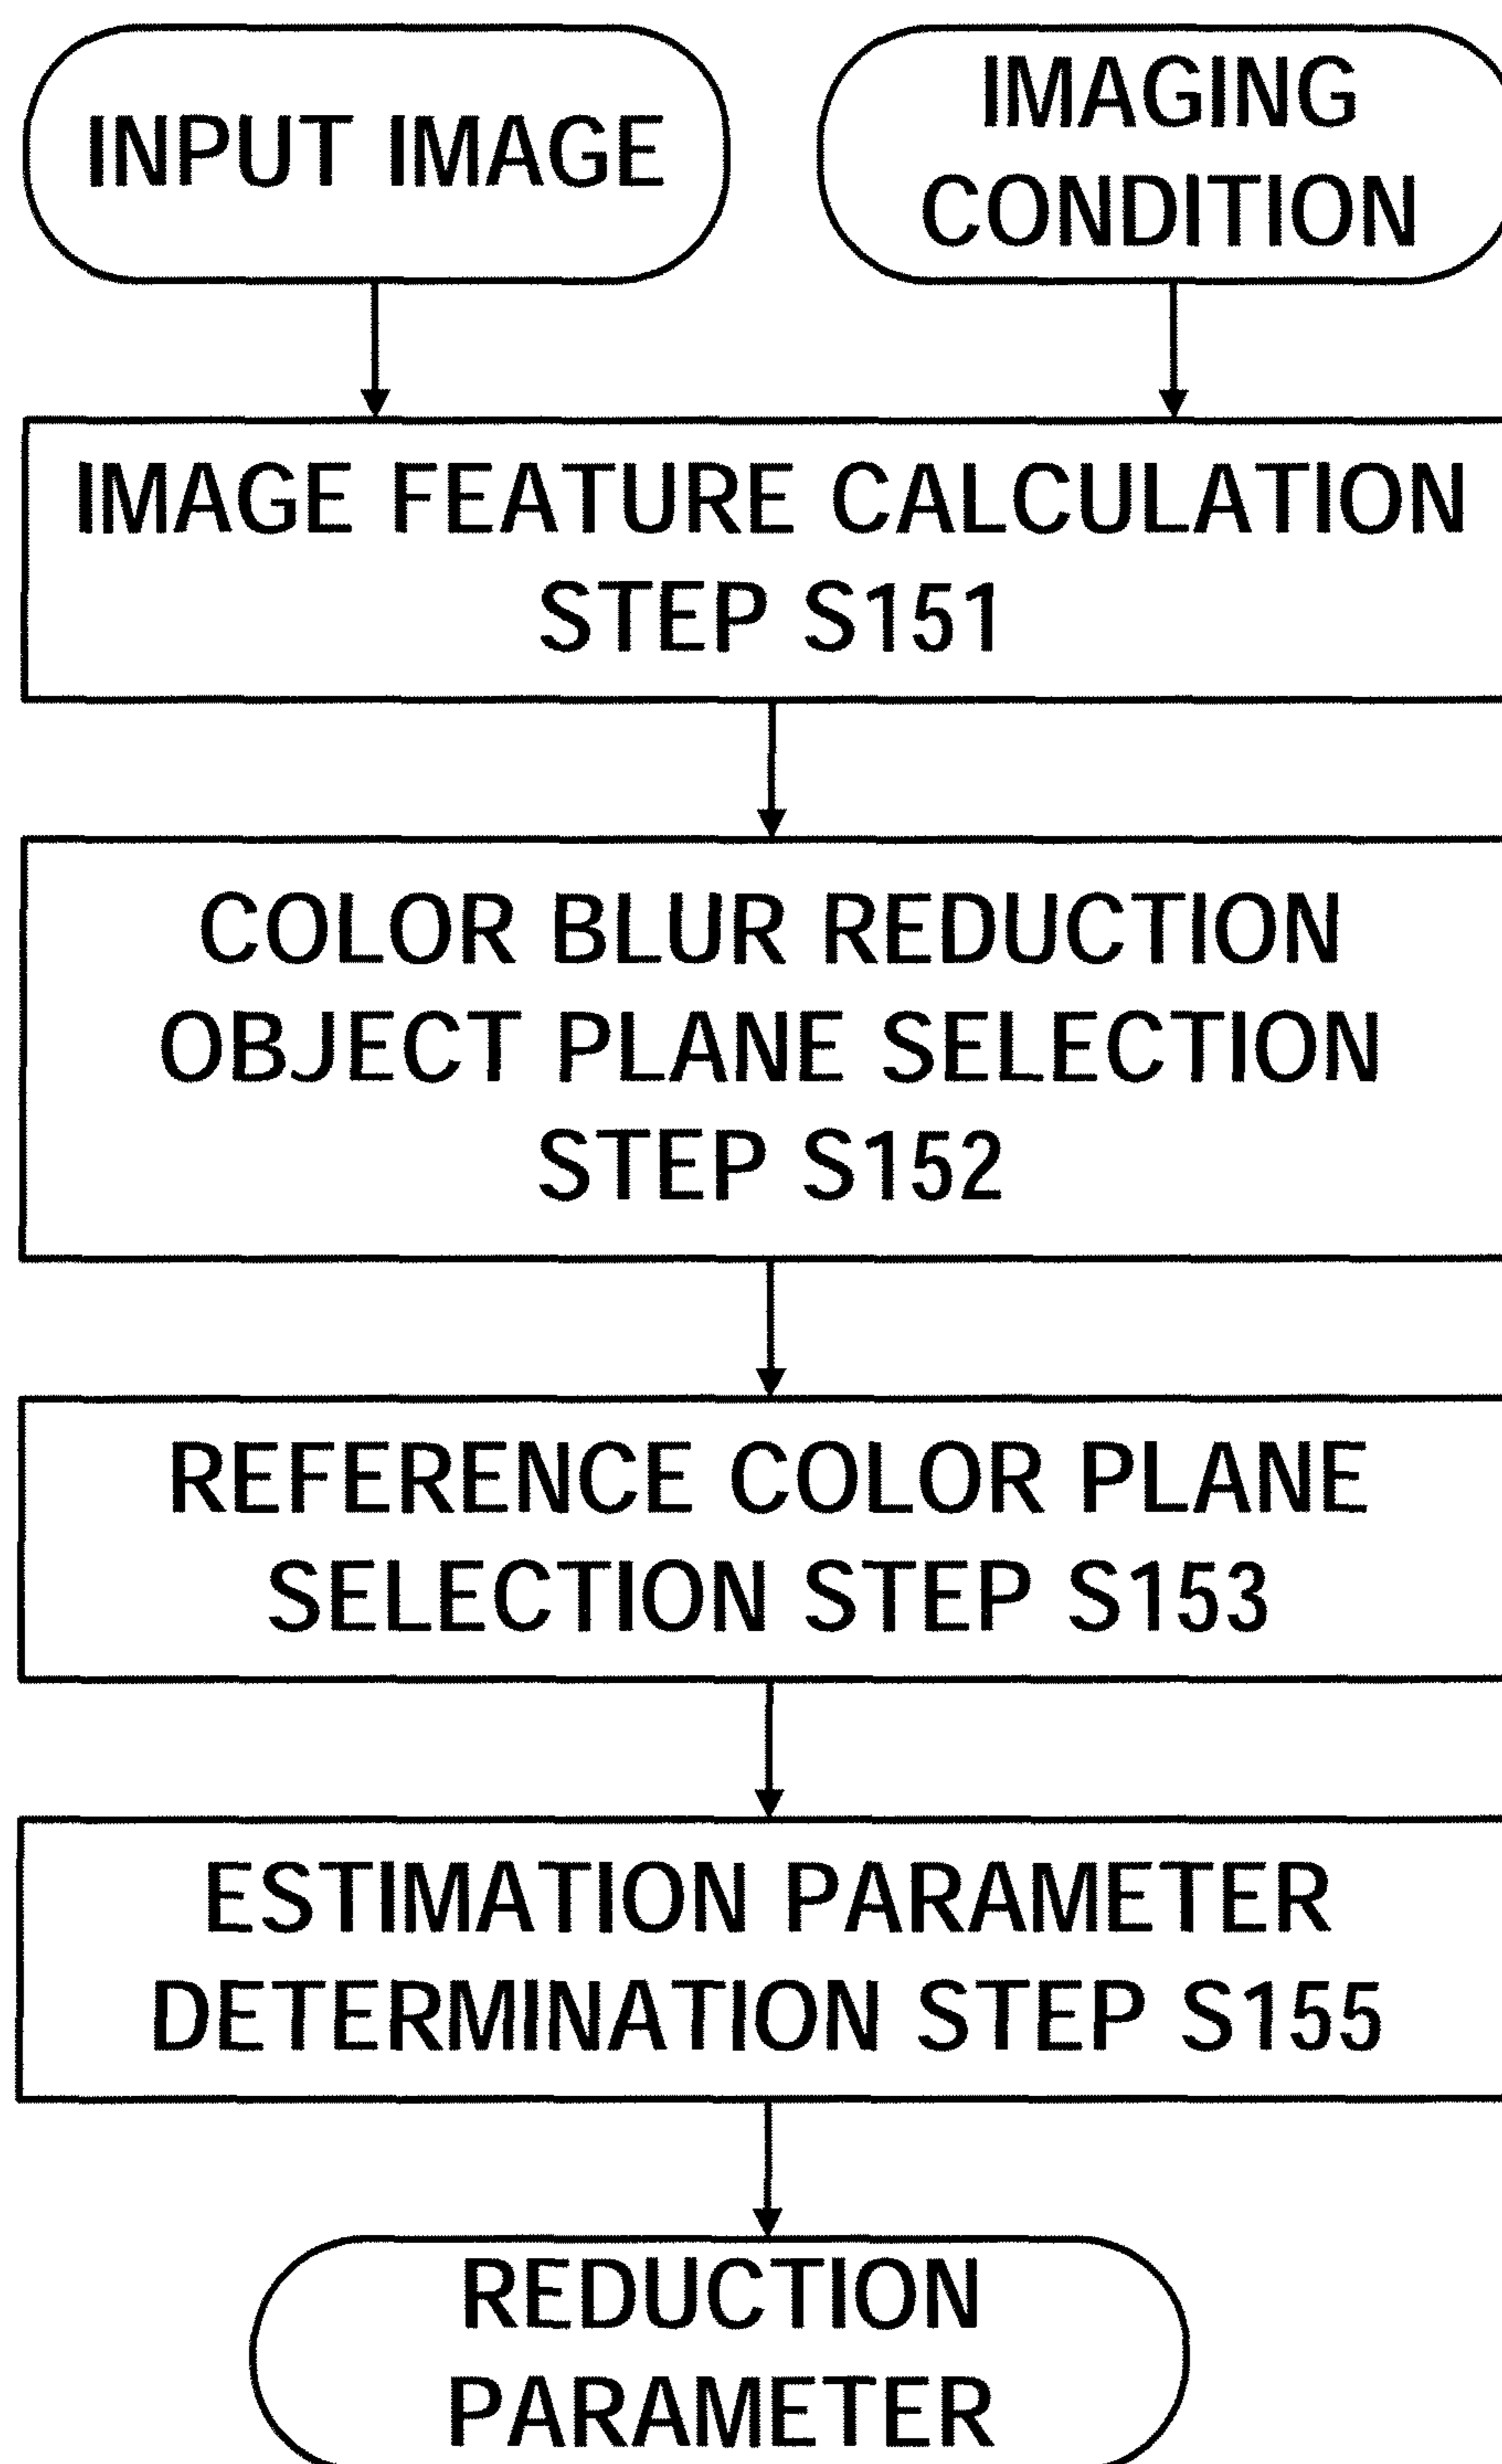 INPUT IMAGE
IMAGING
CONDITION
IMAGE FEATURE CALCULATION
STEP S151
COLOR BLUR REDUCTION
OBJECT PLANE SELECTION
STEP S152
REFERENCE COLOR PLANE
SELECTION STEP S153
ESTIMATION PARAMETER
DETERMINATION STEP S155
REDUCTION
PARAMETER